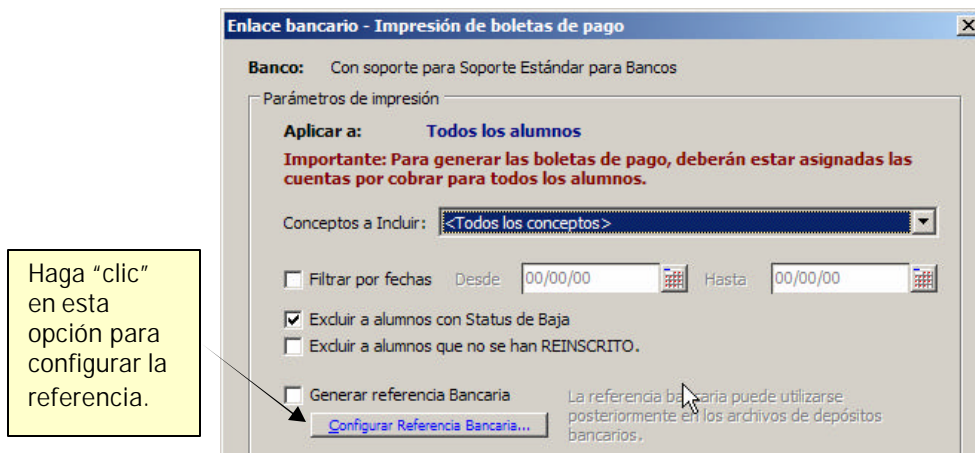 Enlace bancario - Impresión de boletas de pago
Banco: Con soporte para Soporte Estándar para Bancos
Parámetros de impresión
Aplicar a: Todos los alumnos
Importante: Para generar las boletas de pago, deberán estar asignadas las
cuentas por cobrar para todos los alumnos.
Conceptos a Incluir: <Todos los conceptos>
Filtrar por fechas Desde 00/00/00 Hasta 00/00/00
Excluir a alumnos con Status de Baja
Excluir a alumnos que no se han REINSCRITO.
Generar referencia Bancaria
Configurar Referencia Bancaria...
La referencia bancaria puede utilizarse
posteriormente en los archivos de depósitos
bancarios.
Haga “clic”
en esta
opción para
configurar la
referencia.